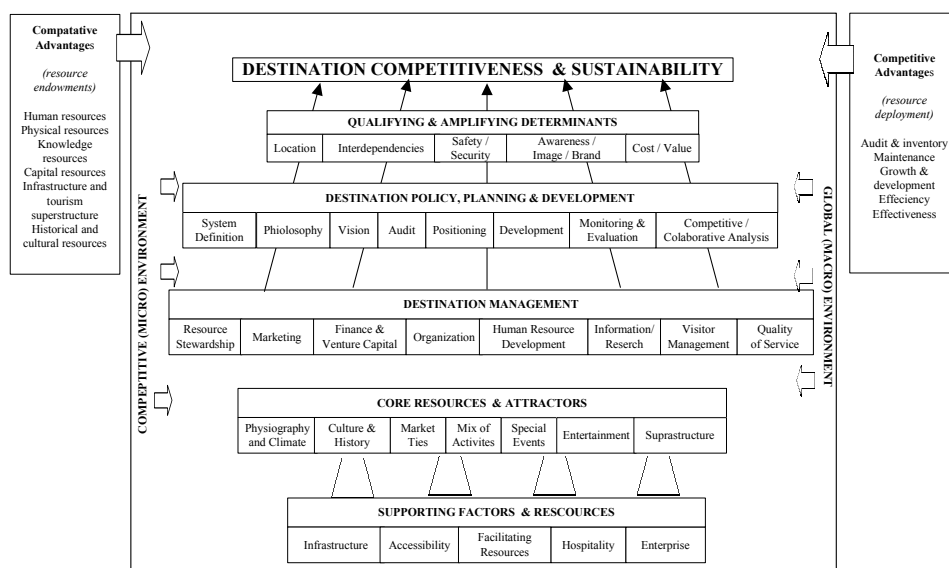 Compatative
Advantages
(resource
endowments)
Human resources
Physical resources
Knowledge
resources
Capital resources
Infrastructure and
tourism
superstructure
Historical and
cultural resources
COMPEPTITIVE (MICRO) ENVIRONMENT
DESTINATION COMPETITIVENESS & SUSTAINABILITY
QUALIFYING & AMPLIFYING DETERMINANTS
Location
Interdependencies
Safety /
Security
Awareness /
Image / Brand
Cost / Value
DESTINATION POLICY, PLANNING & DEVELOPMENT
System
Definition
Phiolosophy
Vision
Audit
Positioning
Development
Monitoring &
Evaluation
Competitive /
Colaborative Analysis
DESTINATION MANAGEMENT
Resource
Stewardship
Marketing
Finance &
Venture Capital
Organization
Human Resource
Development
Information/
Reserch
Visitor
Management
Quality
of Service
CORE RESOURCES & ATTRACTORS
Physiography
and Climate
Culture &
History
Market
Ties
Mix of
Activites
Special
Events
Entertainment
Suprastructure
SUPPORTING FACTORS & RESCOURCES
Infrastructure
Accessibility
Facilitating
Resources
Hospitality
Enterprise
GLOBAL (MACRO) ENVIRONMENT
Competitive
Advantages
(resource
deployment)
Audit & inventory
Maintenance
Growth &
development
Effeciency
Effectiveness